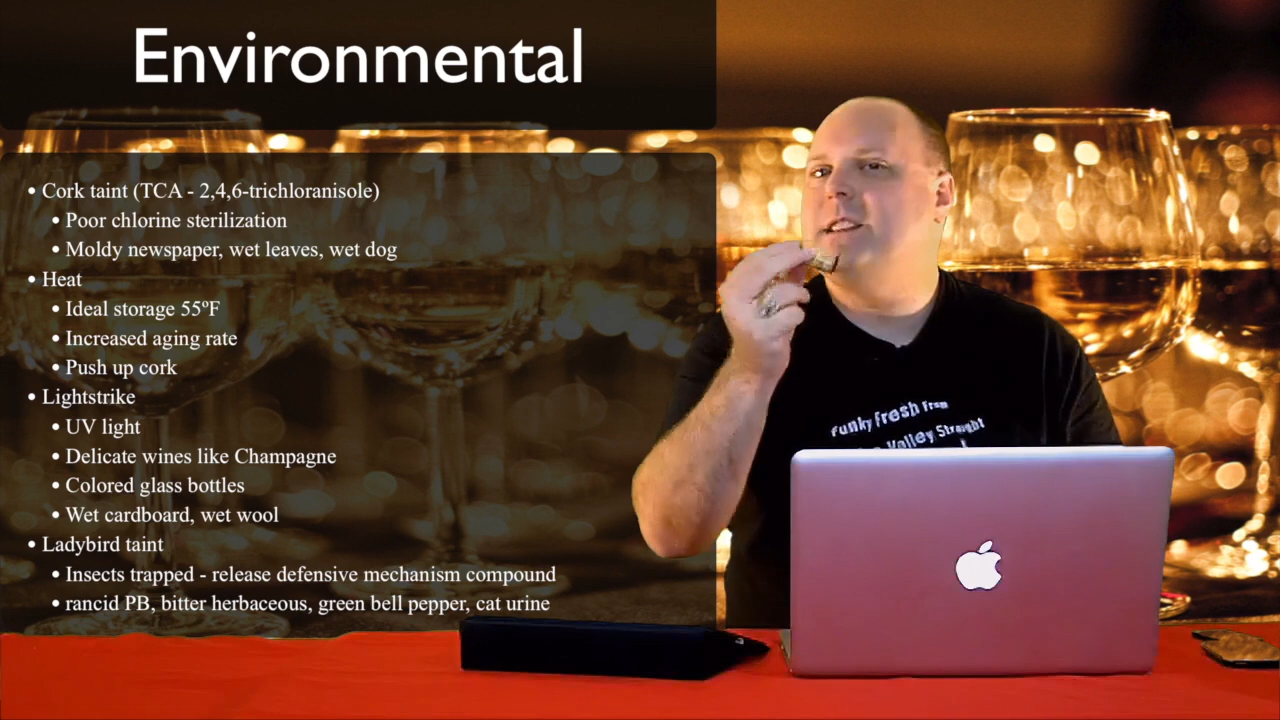 Environmental
• Cork taint (TCA - 2,4,6-trichloranisole)
• Poor chlorine sterilization
• Moldy newspaper, wet leaves, wet dog
• Heat
• Ideal storage 55ºF
• Increased aging rate
• Push up cork
• Lightstrike
• UV light
• Delicate wines like Champagne
• Colored glass bottles
• Wet cardboard, wet wool
• Ladybird taint
• Insects trapped - release defensive mechanism compound
• rancid PB, bitter herbaceous, green bell pepper, cat urine
Funky Fresh From
Valley Straight